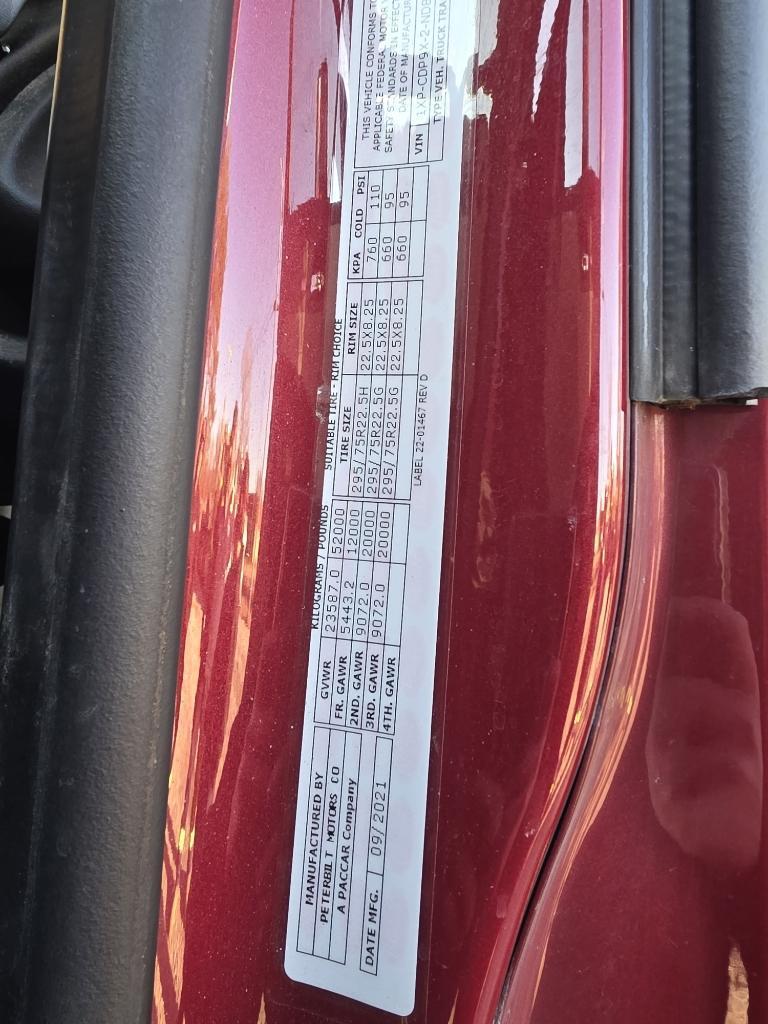 MANUFACTURED BY
PETERBILT MOTORS CO
A PACCAR Company
DATE MFG. 09/2021
KILOGRAMS / POUNDS
GVWR 23587.0 52000
FR. GAWR 5443.2 12000
2ND. GAWR 9072.0 20000
3RD. GAWR 9072.0 20000
4TH. GAWR
SUITABLE TIRE - RIM CHOICE
TIRE SIZE RIM SIZE KPA COLD PSI
295/75R22.5H 22.5X8.25 760 110
295/75R22.5G 22.5X8.25 660 95
295/75R22.5G 22.5X8.25 660 95
LABEL 22-01467 REV D
THIS VEHICLE CONFORMS TO
APPLICABLE FEDERAL MOTOR
SAFETY STANDARDS IN EFFECT
DATE OF MANUFACTURE
VIN 1XP-CDP9X-2-ND
TYPE VEH. TRUCK TRA